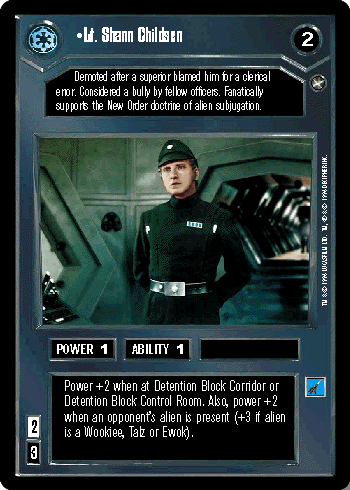 •Lt. Shann Childsen
2
Demoted after a superior blamed him for a clerical
error. Considered a bully by fellow officers. Fanatically
supports the New Order doctrine of alien subjugation.
POWER 1
ABILITY 1
Power +2 when at Detention Block Corridor or
Detention Block Control Room. Also, power +2
when an opponent's alien is present (+3 if alien
is a Wookiee, Talz or Ewok).
2
3